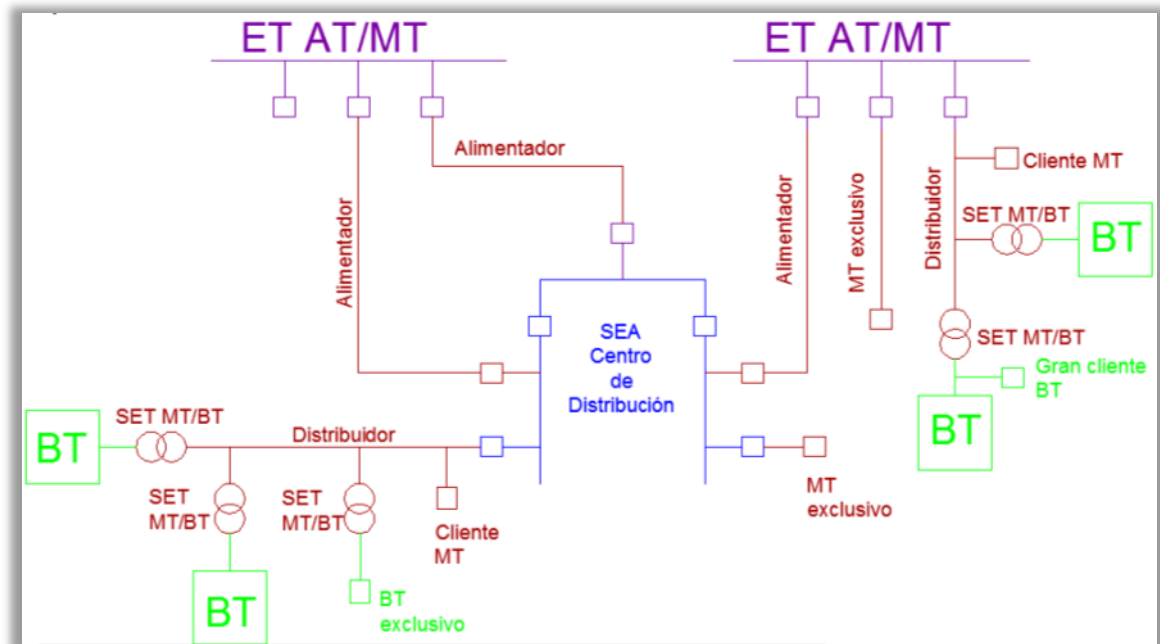 ET AT/MT
ET AT/MT
Alimentador
Alimentador
Alimentador
MT exclusivo
Distribuidor
Cliente MT
SET MT/BT
BT
SET MT/BT
Gran cliente
BT
BT
SEA
Centro
de
Distribución
SET MT/BT
BT
Distribuidor
SET
MT/BT
SET
MT/BT
Cliente
MT
MT
exclusivo
BT
BT
exclusivo